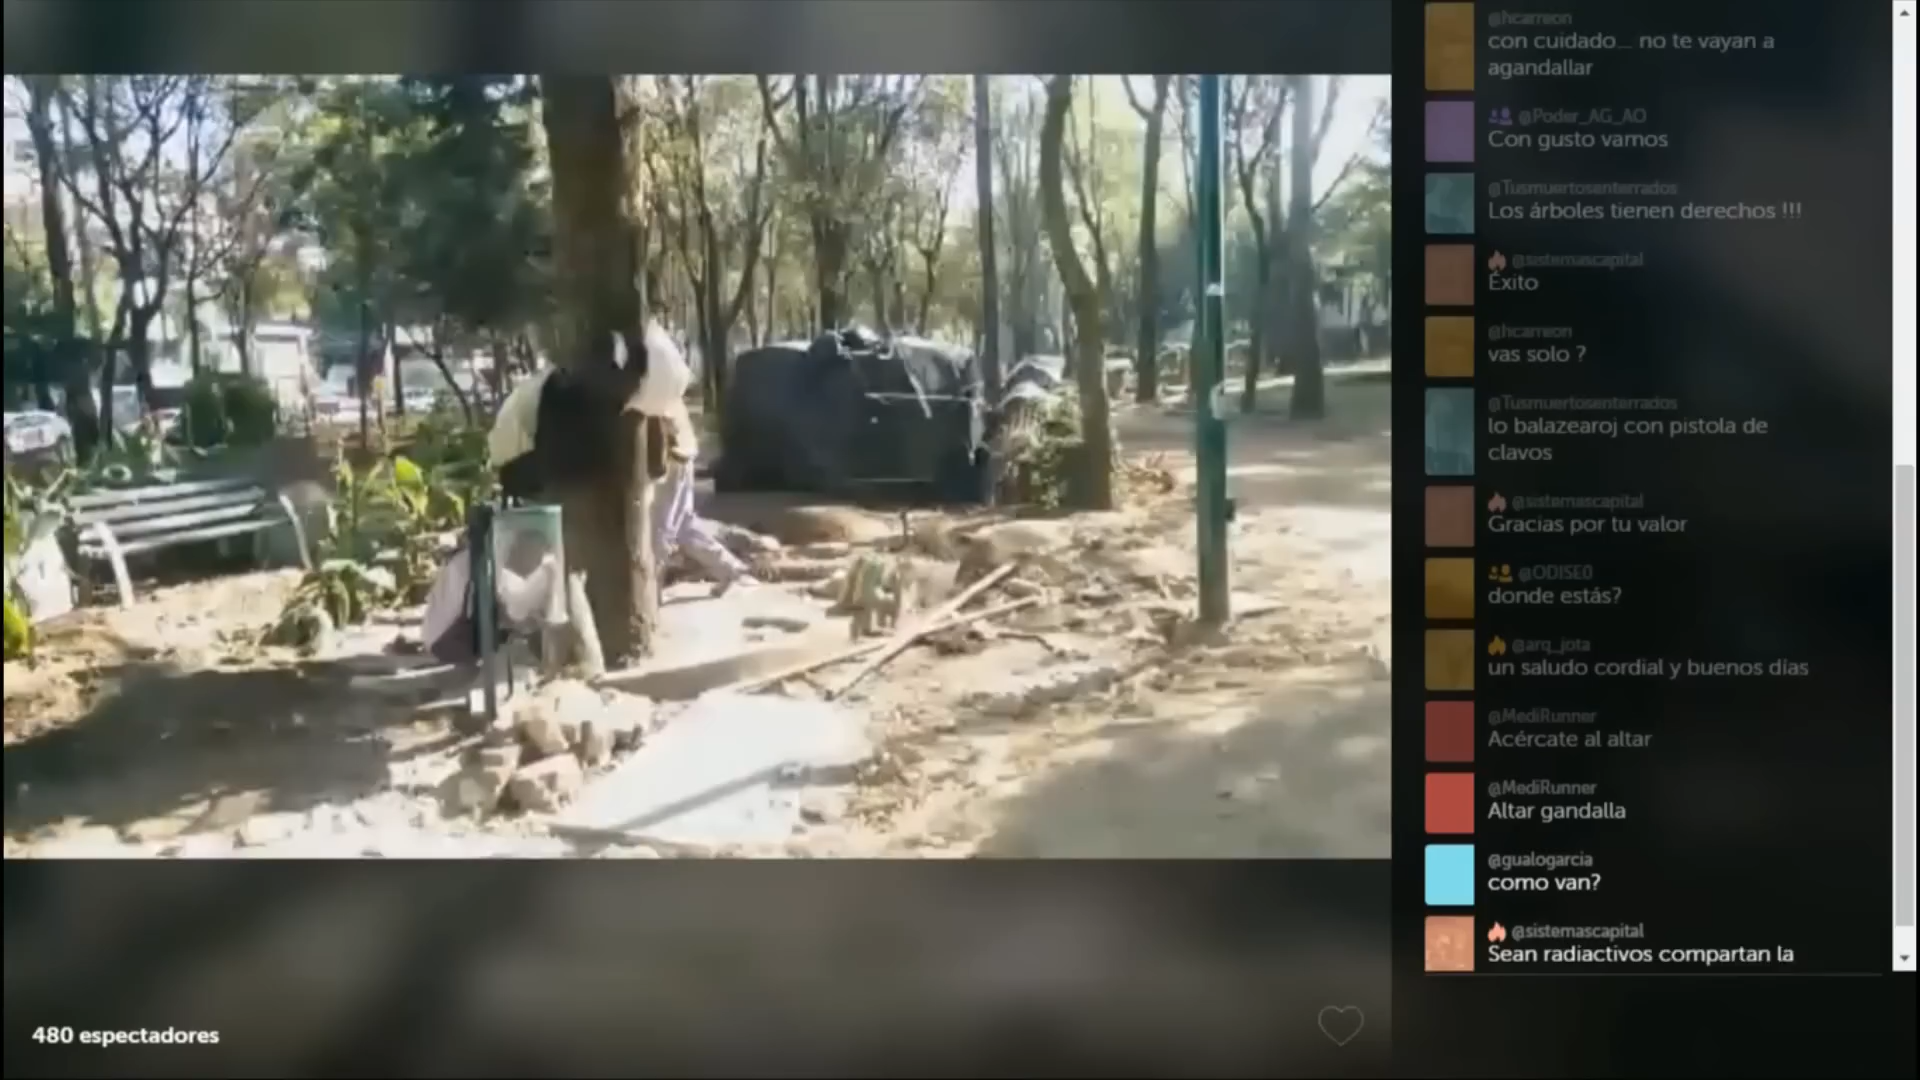 @hcarreon
con cuidado... no te vayan a
agandallar
@Poder_AG_AO
Con gusto vamos
@Tusmuertosenterrados
Los árboles tienen derechos !!!
@sistemascapital
Éxito
@hcarreon
vas solo ?
@Tusmuertosenterrados
lo balazearoj con pistola de
clavos
@sistemascapital
Gracias por tu valor
@ODISE0
donde estás?
@arq_jota
un saludo cordial y buenos días
@MediRunner
Acércate al altar
@MediRunner
Altar gandalla
@gualogarcia
como van?
@sistemascapital
Sean radiactivos compartan la
480 espectadores